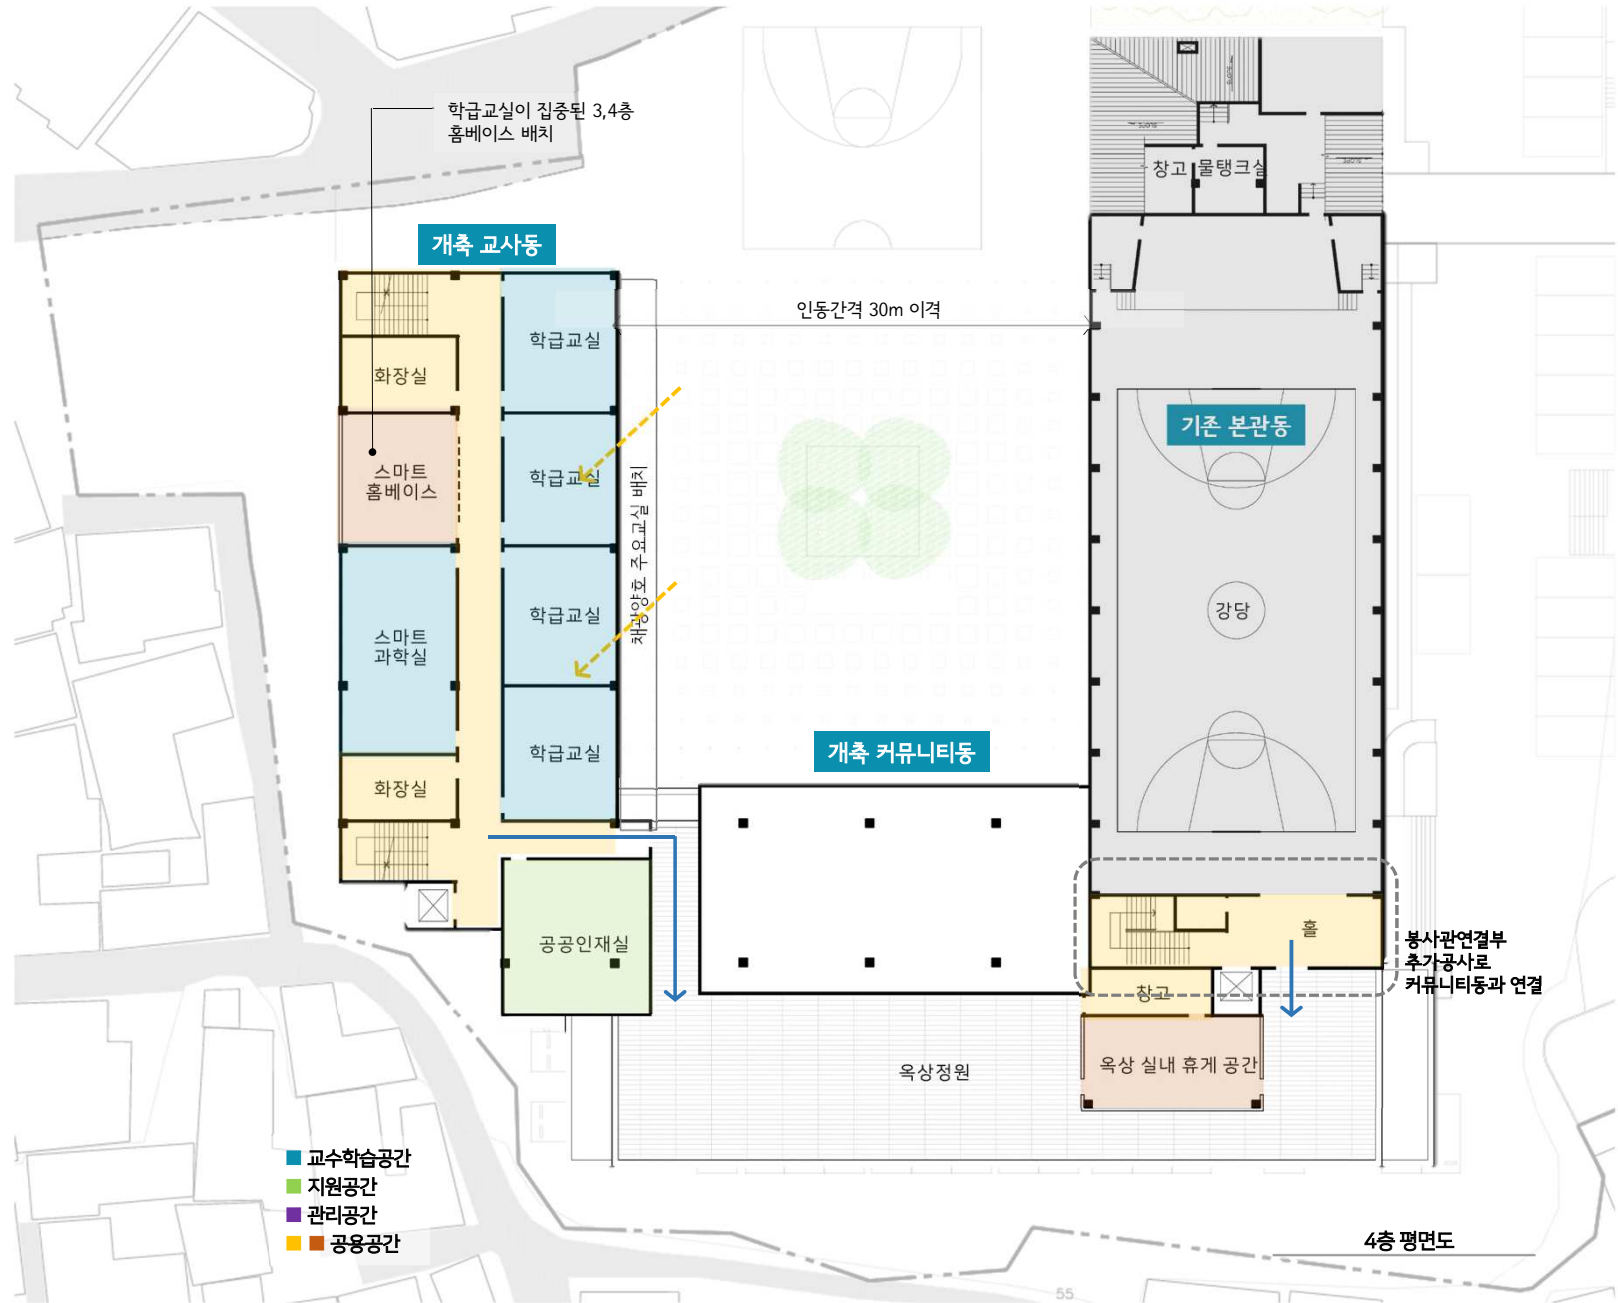 학급교실이 집중된 3,4층
홈베이스 배치
창고
물탱크실
개축 교사동
인동간격 30m 이격
학급교실
화장실
기존 본관동
스마트
홈베이스
학급교실
채광양호 주요교실 배치
강당
학급교실
스마트
과학실
개축 커뮤니티동
학급교실
화장실
공공인재실
홀
봉사관연결부
추가공사로
커뮤니티동과 연결
창고
옥상정원
옥상 실내 휴게 공간
교수학습공간
지원공간
관리공간
공용공간
4층 평면도
55